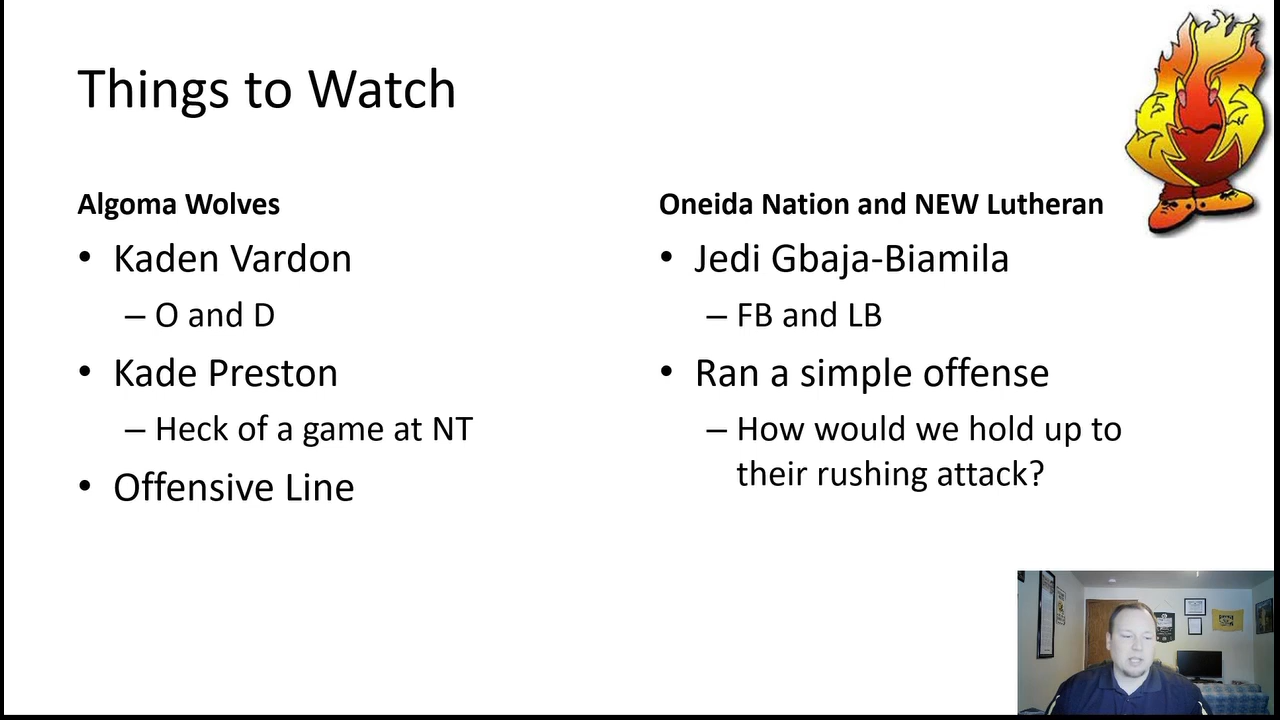 Things to Watch
Algoma Wolves
• Kaden Vardon
– O and D
• Kade Preston
– Heck of a game at NT
• Offensive Line
Oneida Nation and NEW Lutheran
• Jedi Gbaja-Biamila
– FB and LB
• Ran a simple offense
– How would we hold up to
their rushing attack?